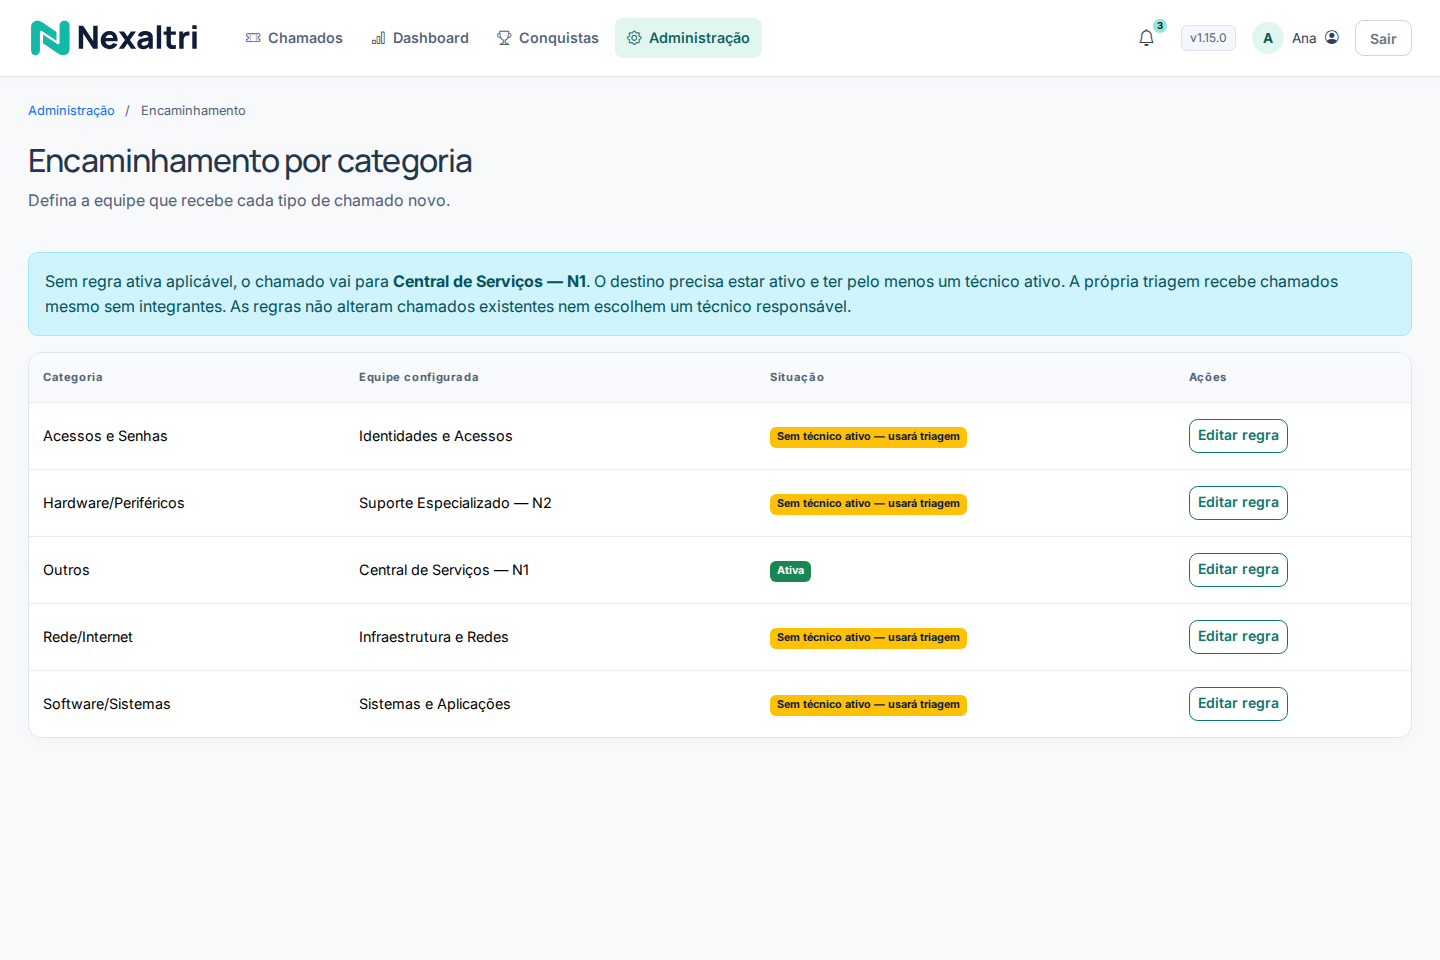 Nexaltri Chamados Dashboard Conquistas Administração 3 v1.15.0 A Ana Sair
Administração / Encaminhamento
Encaminhamento por categoria
Defina a equipe que recebe cada tipo de chamado novo.
Sem regra ativa aplicável, o chamado vai para Central de Serviços — N1. O destino precisa estar ativo e ter pelo menos um técnico ativo. A própria triagem recebe chamados
mesmo sem integrantes. As regras não alteram chamados existentes nem escolhem um técnico responsável.
Categoria Equipe configurada Situação Ações
Acessos e Senhas Identidades e Acessos Sem técnico ativo — usará triagem Editar regra
Hardware/Periféricos Suporte Especializado — N2 Sem técnico ativo — usará triagem Editar regra
Outros Central de Serviços — N1 Ativa Editar regra
Rede/Internet Infraestrutura e Redes Sem técnico ativo — usará triagem Editar regra
Software/Sistemas Sistemas e Aplicações Sem técnico ativo — usará triagem Editar regra